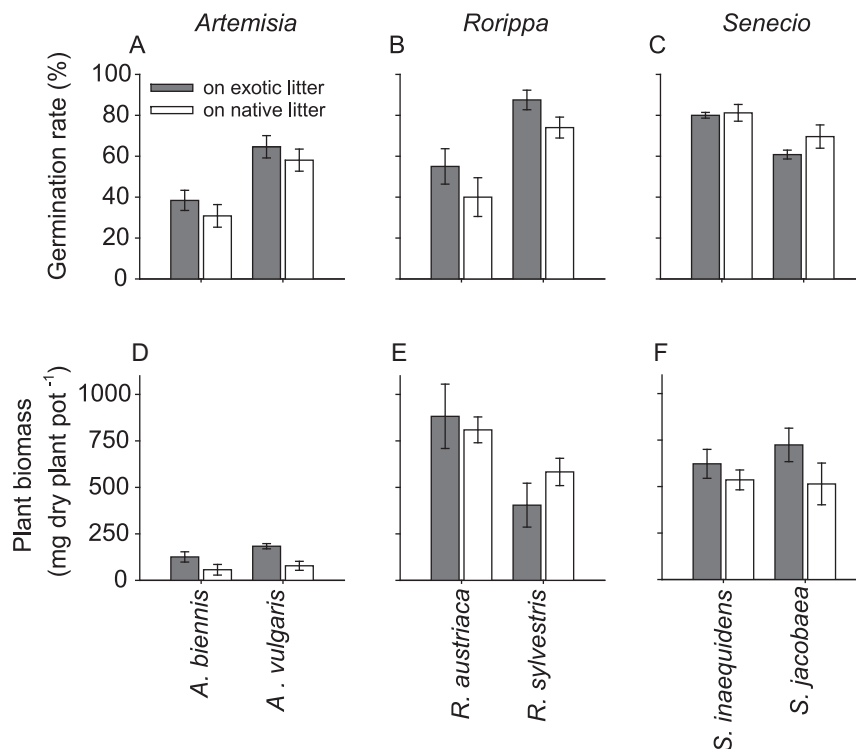 Artemisia
Rorippa
Senecio
A
B
C
Germination rate (%)
100
80
60
40
20
0
on exotic litter
on native litter
D
E
F
Plant biomass
(mg dry plant pot -1)
1000
750
500
250
0
A. biennis
A . vulgaris
R. austriaca
R. sylvestris
S. inaequidens
S. jacobaea